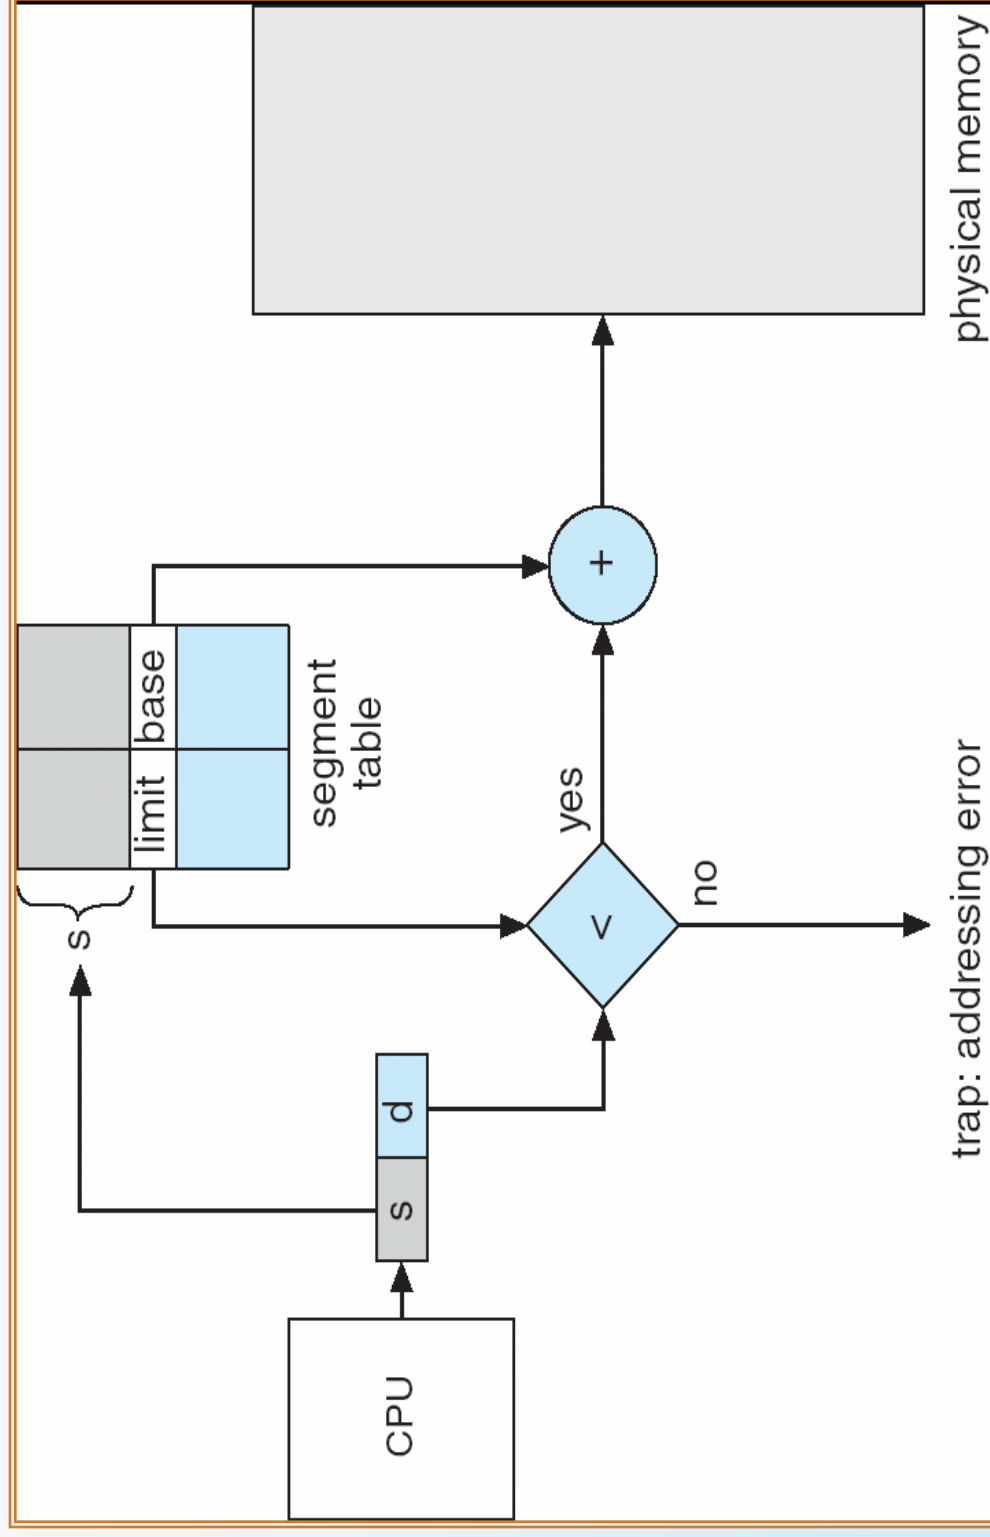 s
limit
base
segment
table
CPU
s
d
<
yes
+
no
trap: addressing error
physical memory